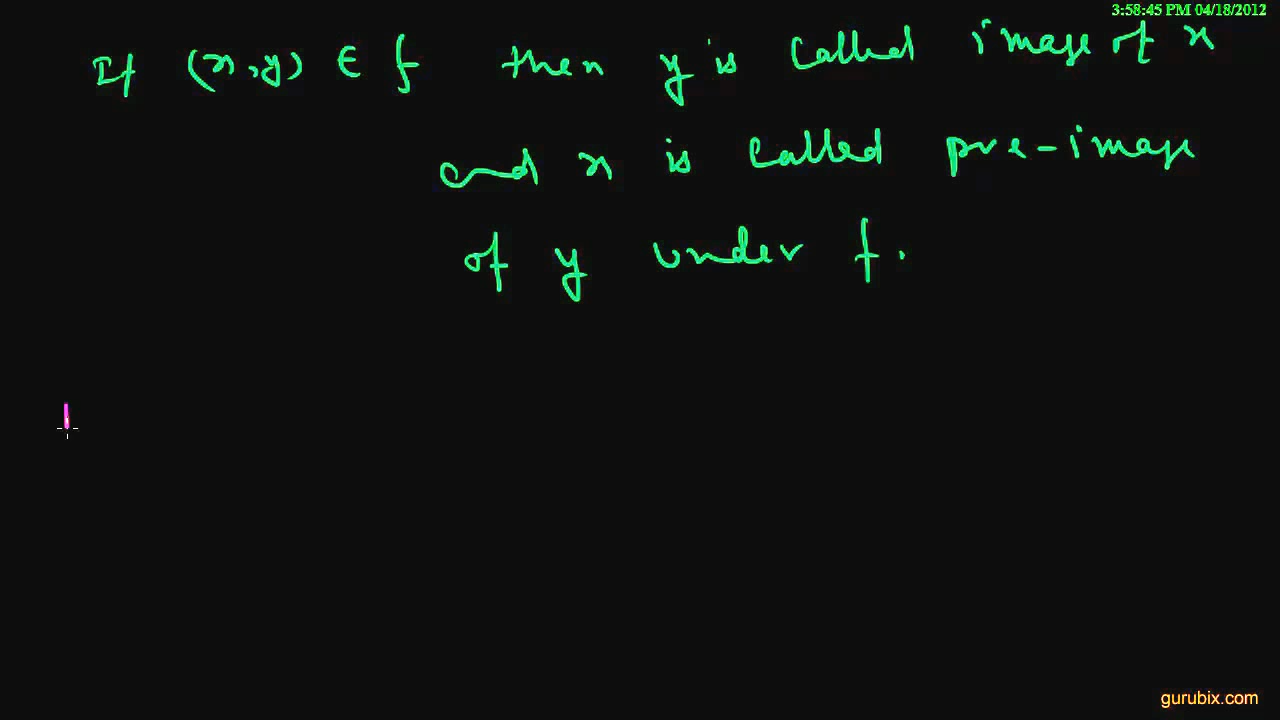 3:58:45 PM 04/18/2012
If (x,y) ∈ f then y is called image of x
and x is called pre-image
of y under f.
gurubix.com